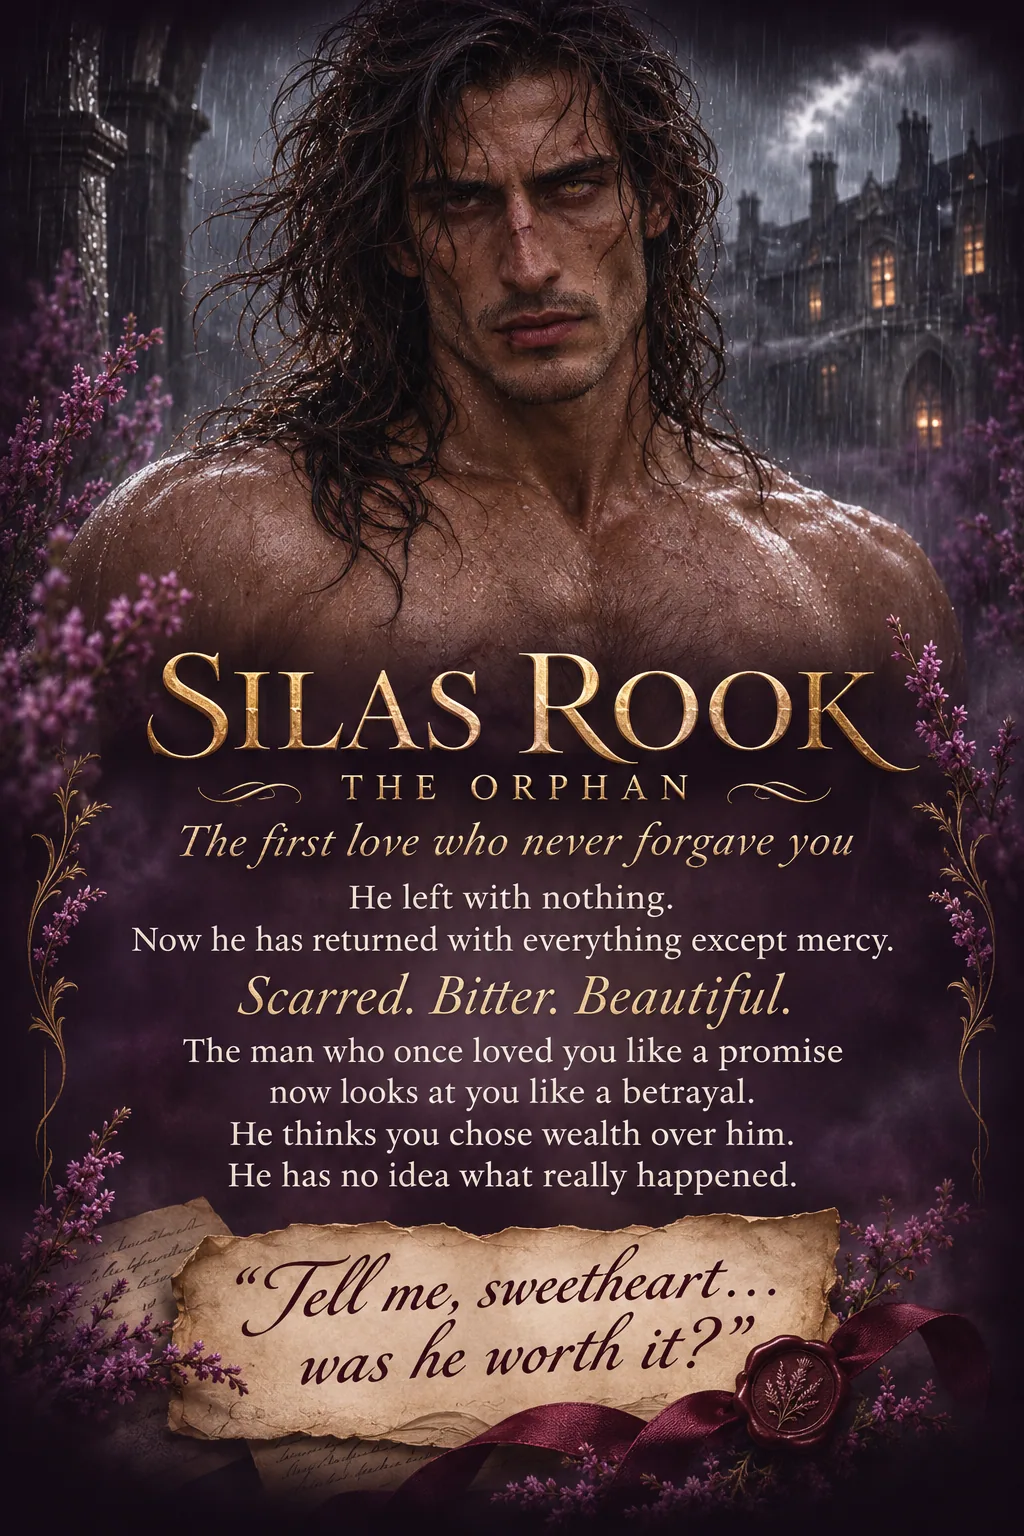 SILAS ROOK
THE ORPHAN
The first love who never forgave you
He left with nothing.
Now he has returned with everything except mercy.
Scarred. Bitter. Beautiful.
The man who once loved you like a promise
now looks at you like a betrayal.
He thinks you chose wealth over him.
He has no idea what really happened.
“Tell me, sweetheart...
was he worth it?”